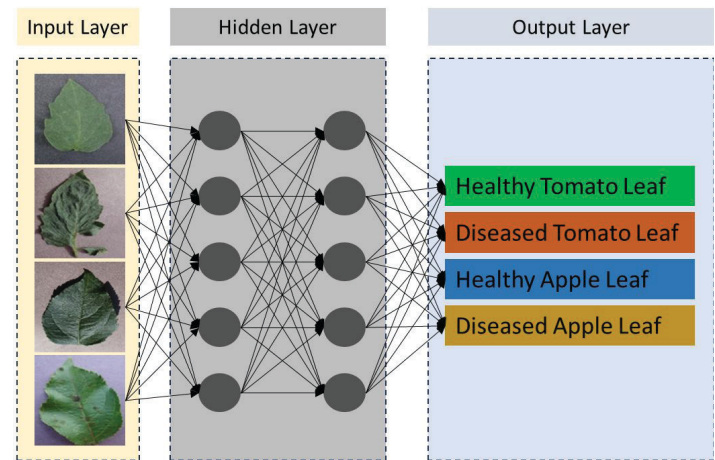 Input Layer
Hidden Layer
Output Layer
Healthy Tomato Leaf
Diseased Tomato Leaf
Healthy Apple Leaf
Diseased Apple Leaf